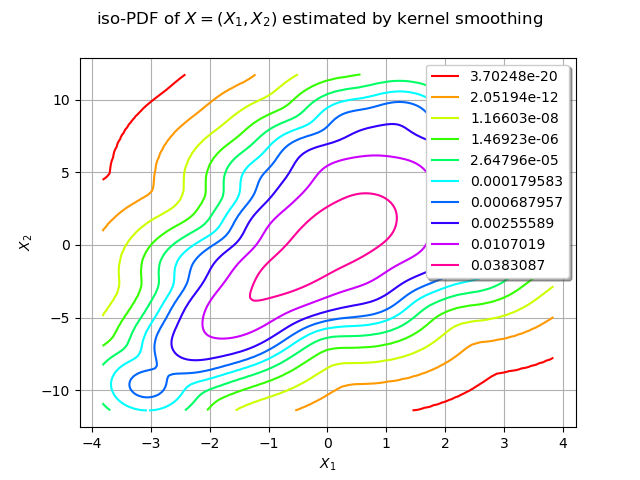 iso-PDF of X = (X₁, X₂) estimated by kernel smoothing
3.70248e-20
2.05194e-12
1.16603e-08
1.46923e-06
2.64796e-05
0.000179583
0.000687957
0.00255589
0.0107019
0.0383087
10
5
0
−5
−10
X₂
−4 −3 −2 −1 0 1 2 3 4
X₁